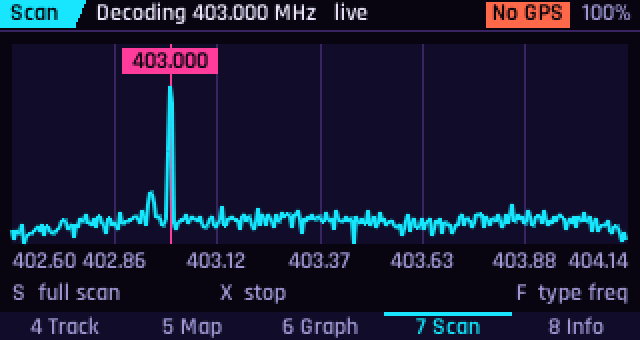 Scan Decoding 403.000 MHz live No GPS 100%
403.000
402.60 402.86 403.12 403.37 403.63 403.88 404.14
S full scan X stop F type freq
4 Track 5 Map 6 Graph 7 Scan 8 Info